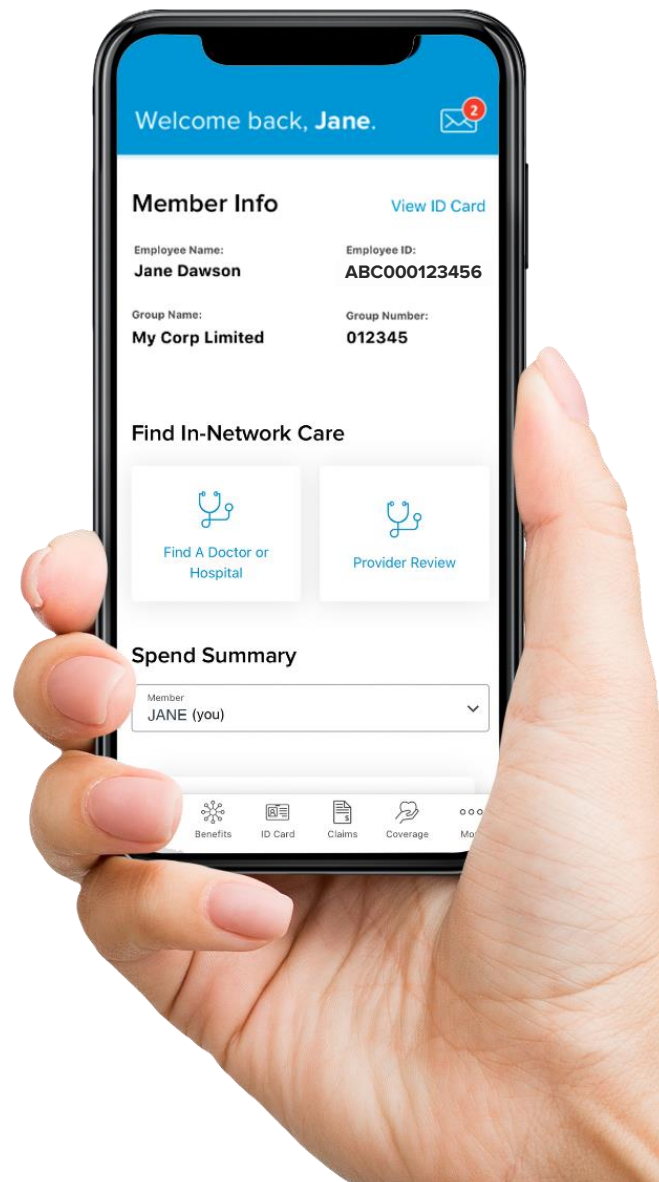 Welcome back, Jane.
2
Member Info
View ID Card
Employee Name:
Employee ID:
Jane Dawson
ABC000123456
Group Name:
Group Number:
My Corp Limited
012345
Find In-Network Care
Find A Doctor or
Hospital
Provider Review
Spend Summary
Member
JANE (you)
Benefits
ID Card
Claims
Coverage